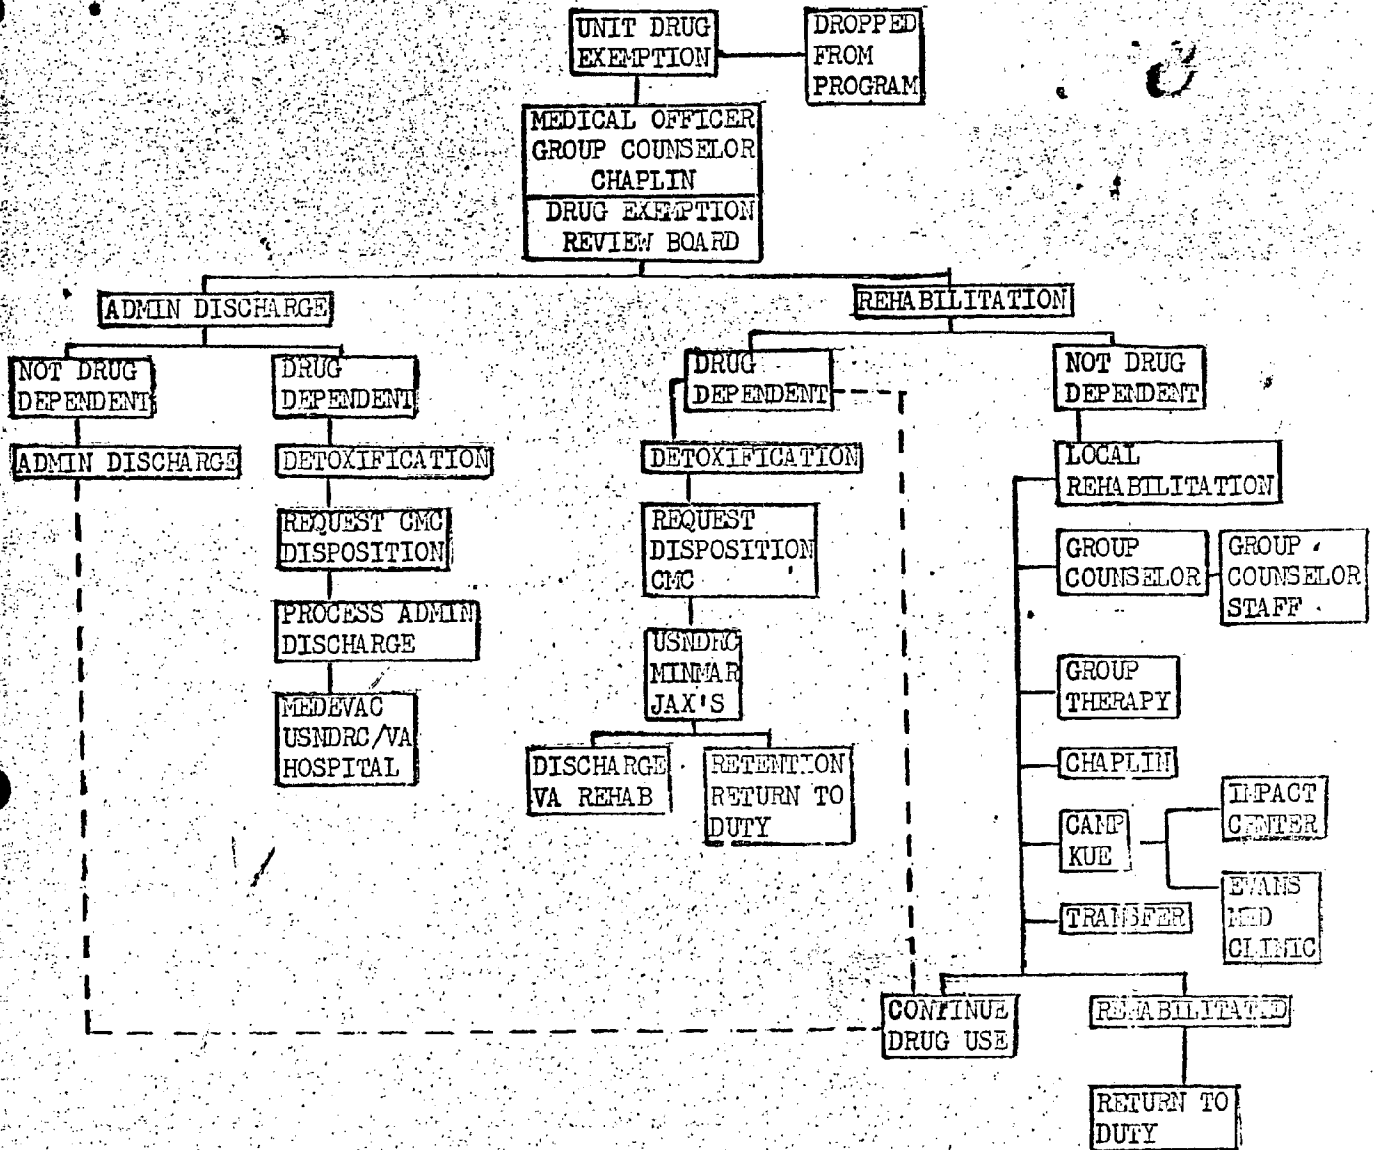 UNIT DRUG
EXEMPTION
DROPPED
FROM
PROGRAM
MEDICAL OFFICER
GROUP COUNSELOR
CHAPLIN
DRUG EXEMPTION
REVIEW BOARD
ADMIN DISCHARGE
REHABILITATION
NOT DRUG
DEPENDENT
DRUG
DEPENDENT
DRUG
DEPENDENT
NOT DRUG
DEPENDENT
ADMIN DISCHARGE
DETOXIFICATION
DETOXIFICATION
LOCAL
REHABILITATION
REQUEST CMC
DISPOSITION
REQUEST
DISPOSITION
CMC
GROUP
COUNSELOR
GROUP
COUNSELOR
STAFF
PROCESS ADMIN
DISCHARGE
USNDRC
MINMAR
JAX'S
GROUP
THERAPY
MEDEVAC
USNDRC/VA
HOSPITAL
DISCHARGE
VA REHAB
RETENTION
RETURN TO
DUTY
CHAPLIN
CAMP
KUE
IMPACT
CENTER
EVANS
MED
CLINIC
TRANSFER
CONTINUE
DRUG USE
REHABILITATED
RETURN TO
DUTY